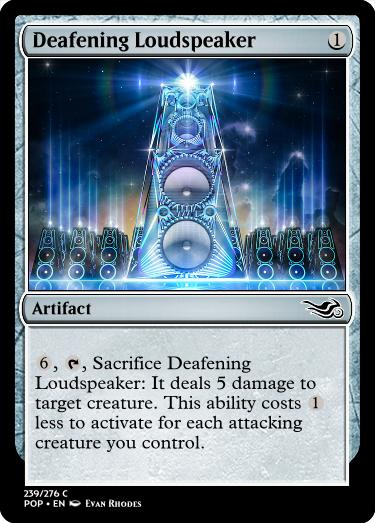 Deafening Loudspeaker 1
Artifact
6, T, Sacrifice Deafening
Loudspeaker: It deals 5 damage to
target creature. This ability costs 1
less to activate for each attacking
creature you control.
239/276 C
POP • EN Evan Rhodes